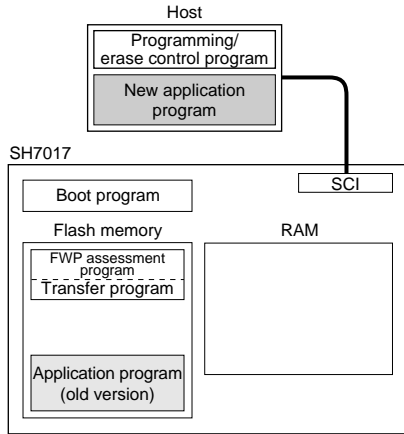 Host
Programming/
erase control program
New application
program
SH7017
SCI
Boot program
Flash memory
RAM
FWP assessment
program
Transfer program
Application program
(old version)